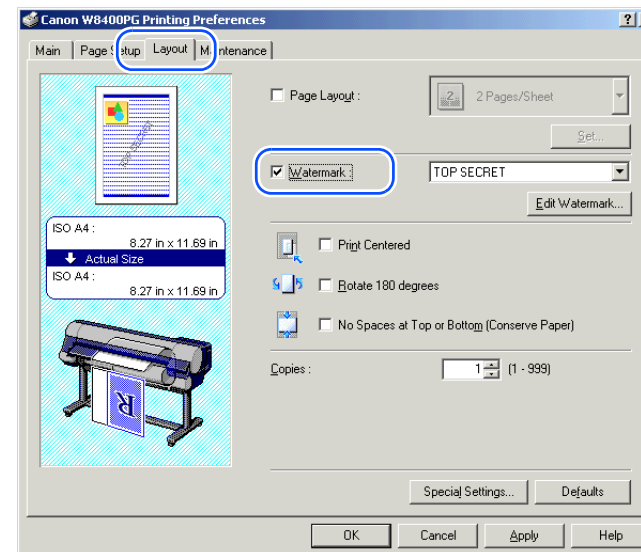 Canon W8400PG Printing Preferences
Main Page Setup Layout Maintenance
Page Layout :
2 Pages/Sheet
Set...
Watermark :
TOP SECRET
Edit Watermark...
TOP SECRET
ISO A4 :
8.27 in x 11.69 in
Actual Size
ISO A4 :
8.27 in x 11.69 in
Print Centered
Rotate 180 degrees
No Spaces at Top or Bottom (Conserve Paper)
Copies :
1 (1 - 999)
R
Special Settings... Defaults
OK Cancel Apply Help